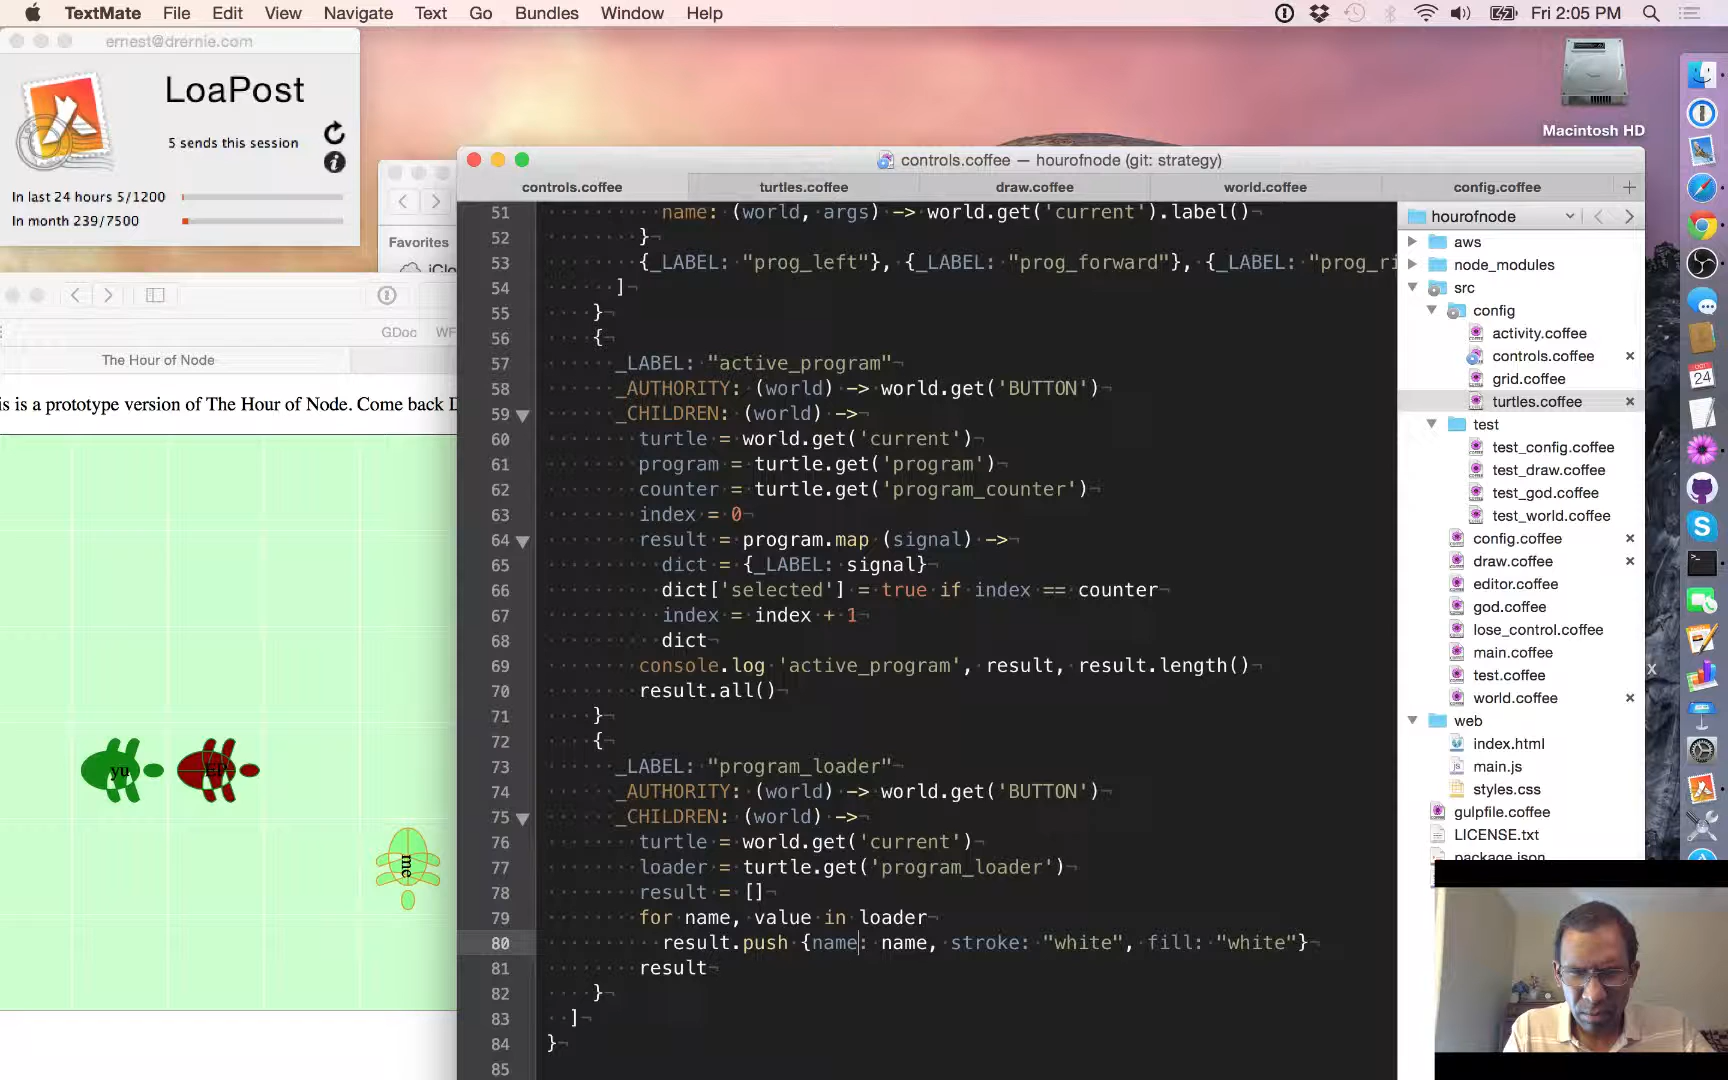 TextMate File Edit View Navigate Text Go Bundles Window Help
Fri 2:05 PM
ernest@drernie.com
LoaPost
5 sends this session
In last 24 hours 5/1200
In month 239/7500
Macintosh HD
Favorites
GDoc
The Hour of Node
is is a prototype version of The Hour of Node. Come back
yu
me
controls.coffee — hourofnode (git: strategy)
controls.coffee turtles.coffee draw.coffee world.coffee config.coffee
51 name: (world, args) -> world.get('current').label()
52 }
53 {_LABEL: "prog_left"}, {_LABEL: "prog_forward"}, {_LABEL: "prog_ri
54 ]
55 }
56 {
57 _LABEL: "active_program"
58 _AUTHORITY: (world) -> world.get('BUTTON')
59 _CHILDREN: (world) ->
60 turtle = world.get('current')
61 program = turtle.get('program')
62 counter = turtle.get('program_counter')
63 index = 0
64 result = program.map (signal) ->
65 dict = {_LABEL: signal}
66 dict['selected'] = true if index == counter
67 index = index + 1
68 dict
69 console.log 'active_program', result, result.length()
70 result.all()
71 }
72 {
73 _LABEL: "program_loader"
74 _AUTHORITY: (world) -> world.get('BUTTON')
75 _CHILDREN: (world) ->
76 turtle = world.get('current')
77 loader = turtle.get('program_loader')
78 result = []
79 for name, value in loader
80 result.push {name: name, stroke: "white", fill: "white"}
81 result
82 }
83 ]
84 }
85
hourofnode
aws
node_modules
src
config
activity.coffee
controls.coffee
grid.coffee
turtles.coffee
test
test_config.coffee
test_draw.coffee
test_god.coffee
test_world.coffee
config.coffee
draw.coffee
editor.coffee
god.coffee
lose_control.coffee
main.coffee
test.coffee
world.coffee
web
index.html
main.js
styles.css
gulpfile.coffee
LICENSE.txt
package.json
24